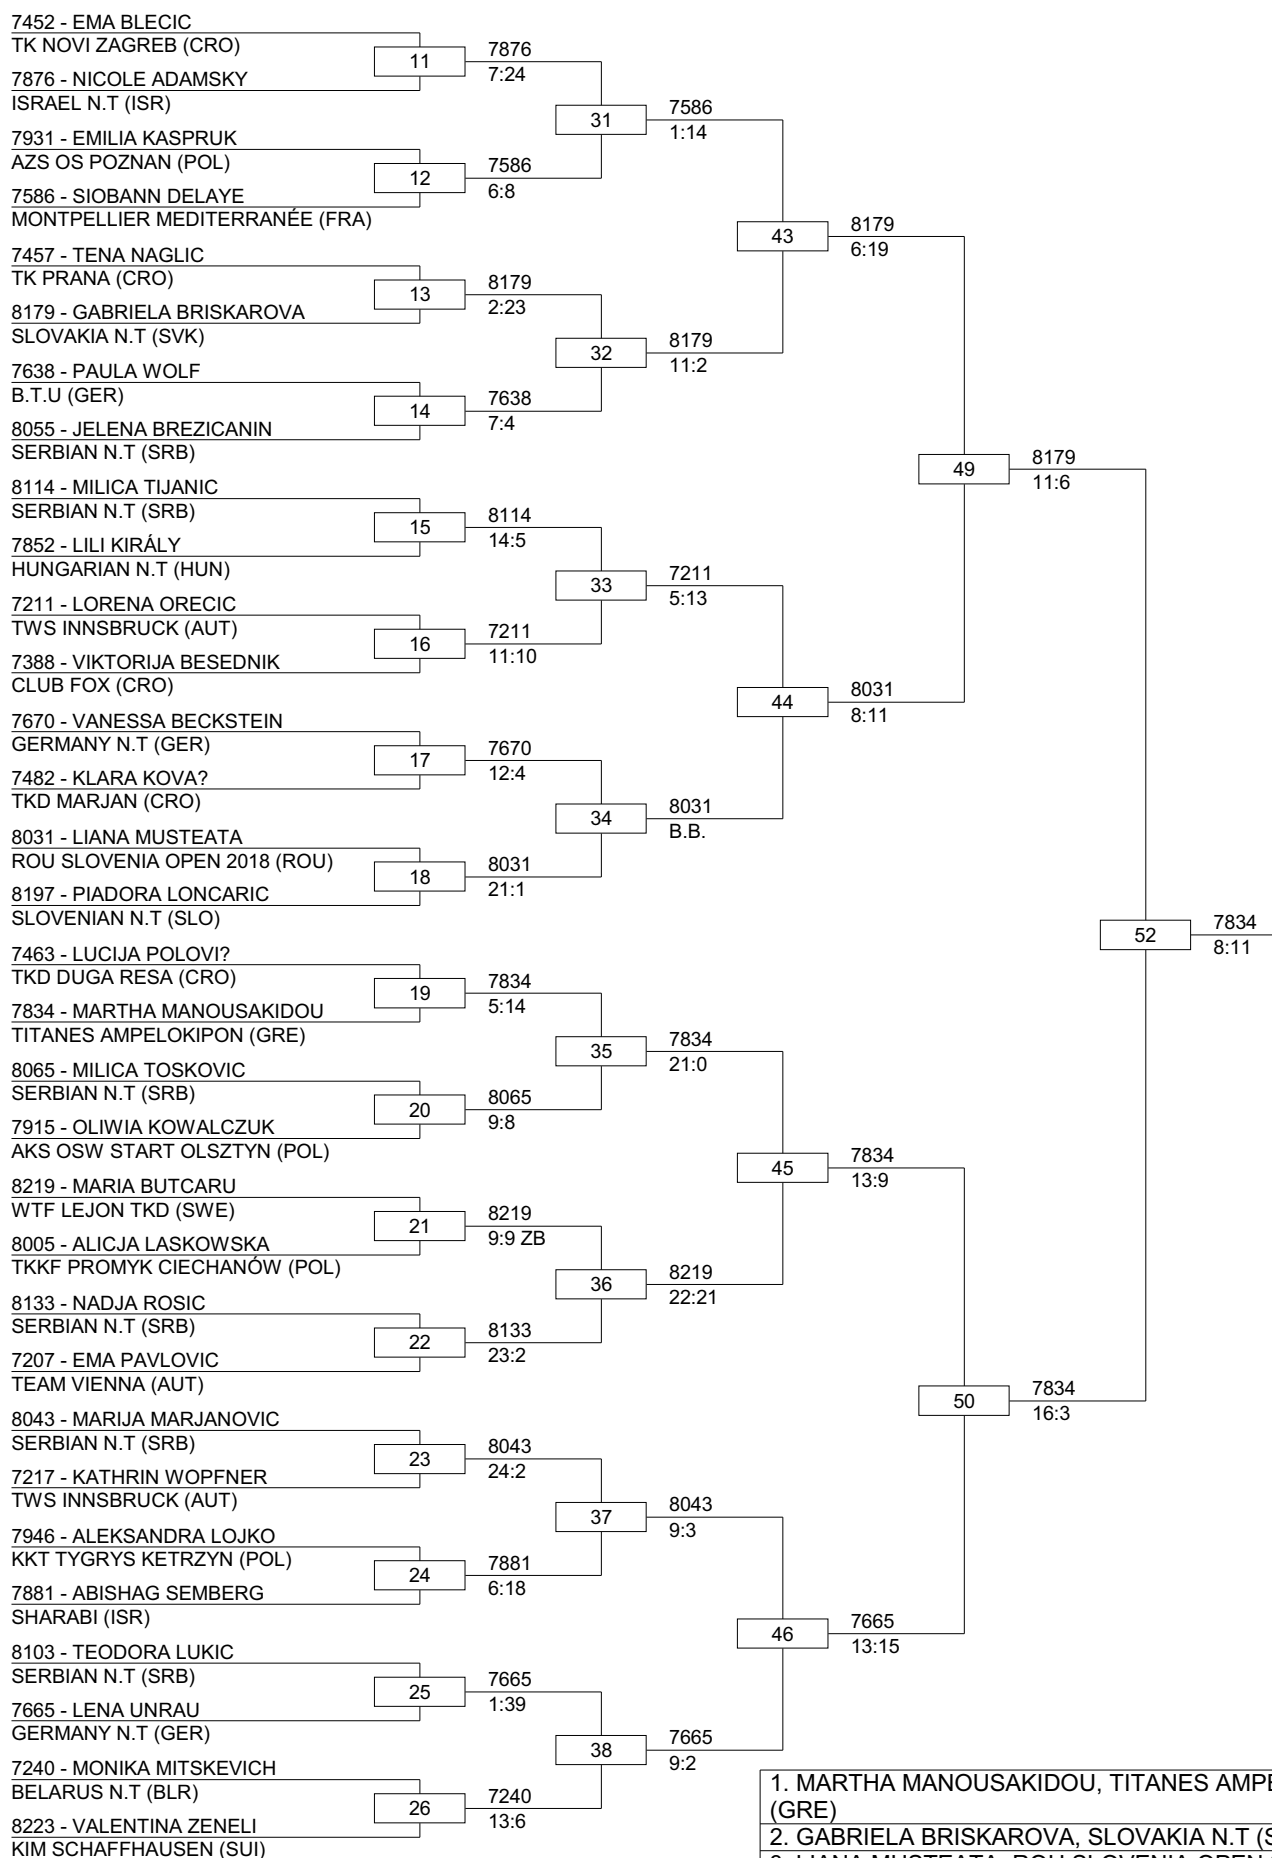 7452 - EMA BLECIC
TK NOVI ZAGREB (CRO)
11
7876
7:24
7876 - NICOLE ADAMSKY
ISRAEL N.T (ISR)
31
7586
1:14
7931 - EMILIA KASPRUK
AZS OS POZNAN (POL)
12
7586
6:8
7586 - SIOBANN DELAYE
MONTPELLIER MEDITERRANÉE (FRA)
43
8179
6:19
7457 - TENA NAGLIC
TK PRANA (CRO)
13
8179
2:23
8179 - GABRIELA BRISKAROVA
SLOVAKIA N.T (SVK)
32
8179
11:2
7638 - PAULA WOLF
B.T.U (GER)
14
7638
7:4
8055 - JELENA BREZICANIN
SERBIAN N.T (SRB)
49
8179
11:6
8114 - MILICA TIJANIC
SERBIAN N.T (SRB)
15
8114
14:5
7852 - LILI KIRÁLY
HUNGARIAN N.T (HUN)
33
7211
5:13
7211 - LORENA ORECIC
TWS INNSBRUCK (AUT)
16
7211
11:10
7388 - VIKTORIJA BESEDNIK
CLUB FOX (CRO)
44
8031
8:11
7670 - VANESSA BECKSTEIN
GERMANY N.T (GER)
17
7670
12:4
7482 - KLARA KOVA?
TKD MARJAN (CRO)
34
8031
B.B.
8031 - LIANA MUSTEATA
ROU SLOVENIA OPEN 2018 (ROU)
18
8031
21:1
8197 - PIADORA LONCARIC
SLOVENIAN N.T (SLO)
52
7834
8:11
7463 - LUCIJA POLOVI?
TKD DUGA RESA (CRO)
19
7834
5:14
7834 - MARTHA MANOUSAKIDOU
TITANES AMPELOKIPON (GRE)
35
7834
21:0
8065 - MILICA TOSKOVIC
SERBIAN N.T (SRB)
20
8065
9:8
7915 - OLIWIA KOWALCZUK
AKS OSW START OLSZTYN (POL)
45
7834
13:9
8219 - MARIA BUTCARU
WTF LEJON TKD (SWE)
21
8219
9:9 ZB
8005 - ALICJA LASKOWSKA
TKKF PROMYK CIECHANÓW (POL)
36
8219
22:21
8133 - NADJA ROSIC
SERBIAN N.T (SRB)
22
8133
23:2
7207 - EMA PAVLOVIC
TEAM VIENNA (AUT)
50
7834
16:3
8043 - MARIJA MARJANOVIC
SERBIAN N.T (SRB)
23
8043
24:2
7217 - KATHRIN WOPFNER
TWS INNSBRUCK (AUT)
37
8043
9:3
7946 - ALEKSANDRA LOJKO
KKT TYGRYS KETRZYN (POL)
24
7881
6:18
7881 - ABISHAG SEMBERG
SHARABI (ISR)
46
7665
13:15
8103 - TEODORA LUKIC
SERBIAN N.T (SRB)
25
7665
1:39
7665 - LENA UNRAU
GERMANY N.T (GER)
38
7665
9:2
7240 - MONIKA MITSKEVICH
BELARUS N.T (BLR)
26
7240
13:6
8223 - VALENTINA ZENELI
KIM SCHAFFHAUSEN (SUI)
1. MARTHA MANOUSAKIDOU, TITANES
(GRE)
2. GABRIELA BRISKAROVA, SLOVAKIA N.T